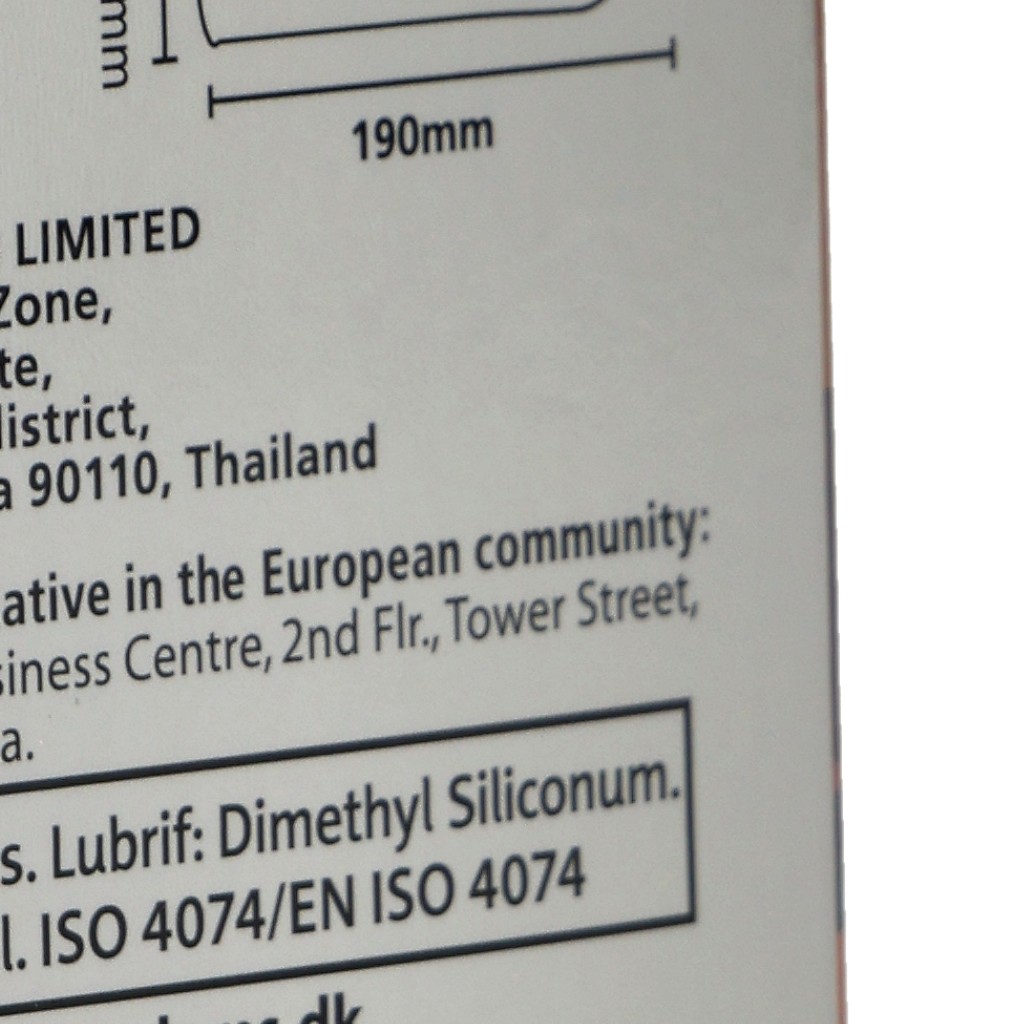 mm
190mm
LIMITED
Zone,
te,
istrict,
a 90110, Thailand
ative in the European community:
siness Centre, 2nd Flr., Tower Street,
a.
s. Lubrif: Dimethyl Siliconum.
l. ISO 4074/EN ISO 4074